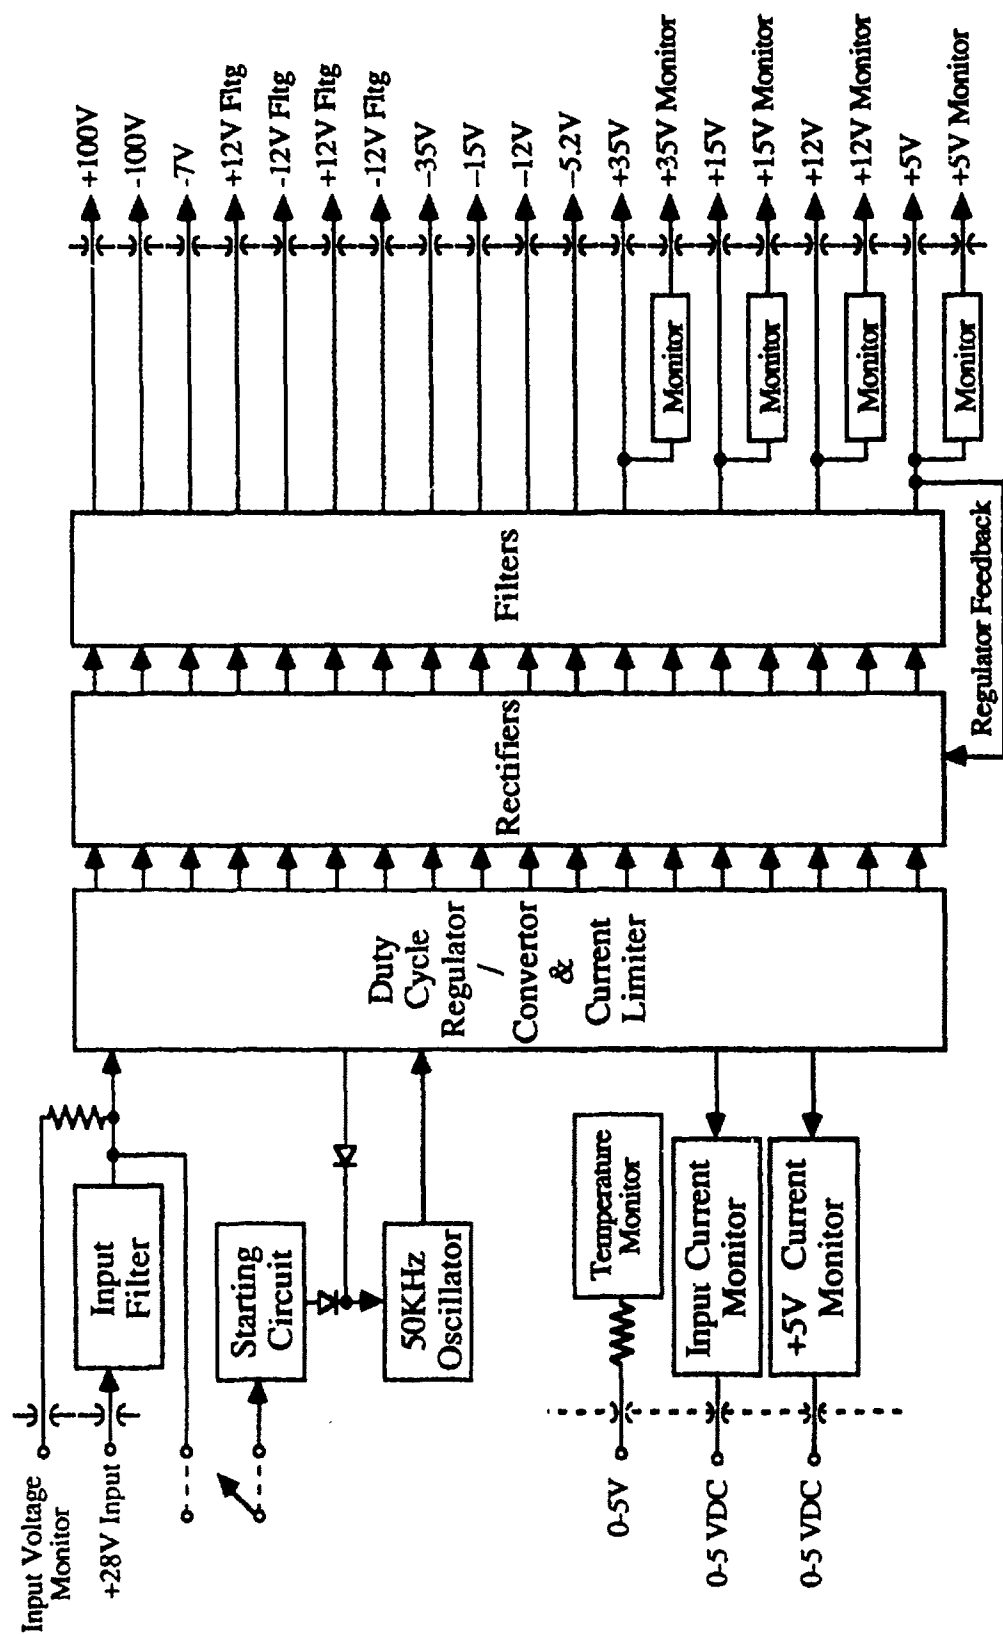 Input Voltage
Monitor
+28V Input
Input
Filter
Starting
Circuit
50KHz
Oscillator
0-5V
Temperature
Monitor
0-5 VDC
Input Current
Monitor
0-5 VDC
+5V Current
Monitor
Duty
Cycle
Regulator
/
Convertor
&
Current
Limiter
Rectifiers
Filters
Regulator Feedback
+100V
-100V
-7V
+12V Fltg
-12V Fltg
+12V Fltg
-12V Fltg
-35V
-15V
-12V
-5.2V
+35V
Monitor
+35V Monitor
+15V
Monitor
+15V Monitor
+12V
Monitor
+12V Monitor
+5V
Monitor
+5V Monitor